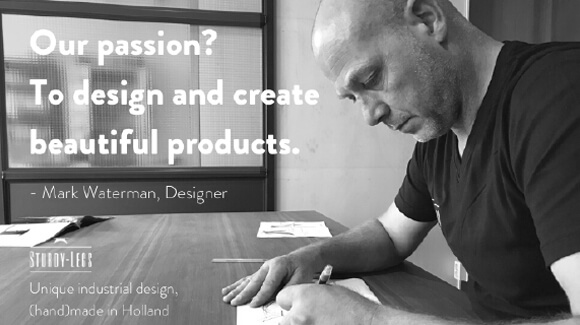 Our passion?
To design and create
beautiful products.
- Mark Waterman, Designer
STURDY-LEGS
Unique industrial design,
(hand)made in Holland